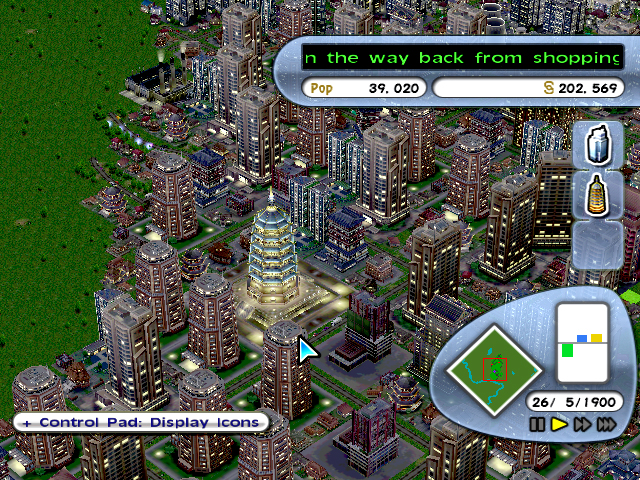 n the way back from shopping
Pop 39,020
S 202,569
26/ 5/1900
+ Control Pad: Display Icons